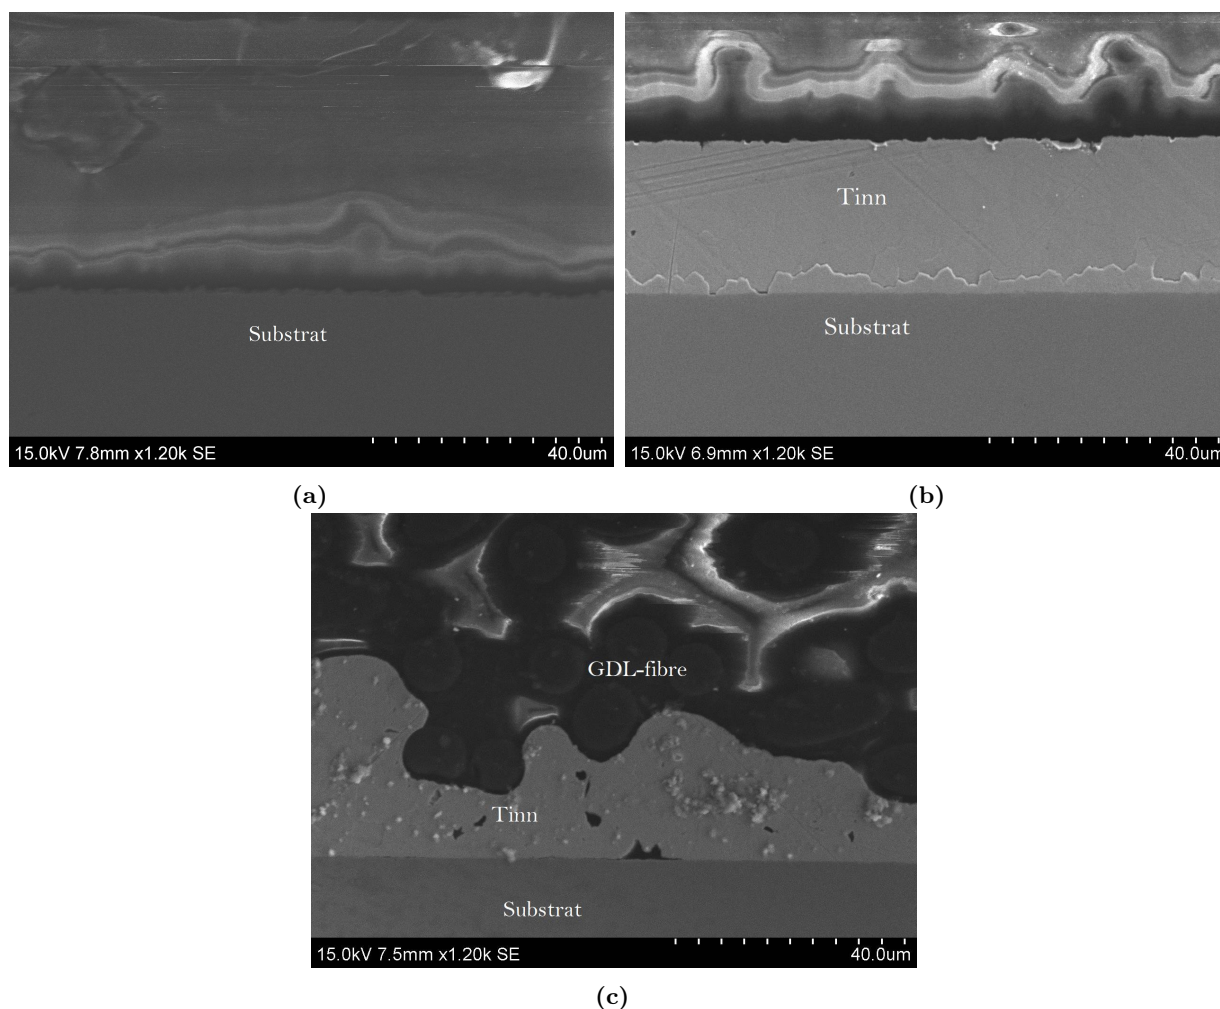 Substrat
15.0kV 7.8mm x1.20k SE 40.0um
(a)
Tinn
Substrat
15.0kV 6.9mm x1.20k SE 40.0um
(b)
GDL-fibre
Tinn
Substrat
15.0kV 7.5mm x1.20k SE 40.0um
(c)